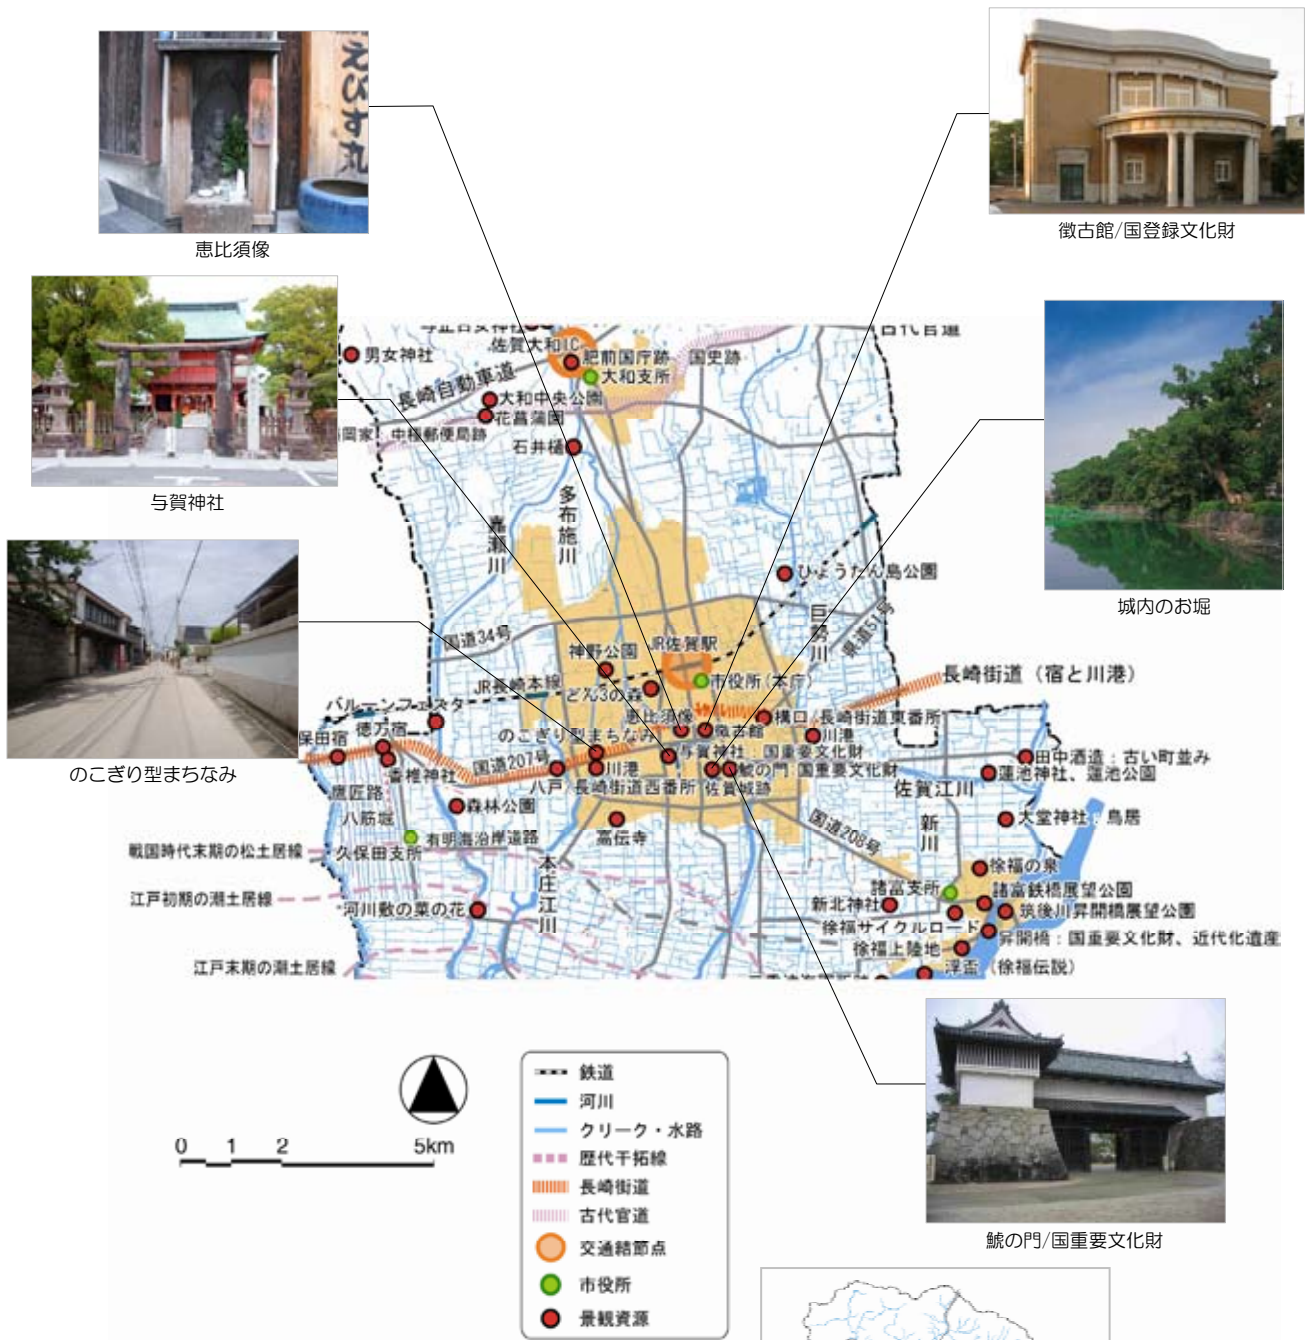 えびす丸
恵比須像
徴古館/国登録文化財
与賀神社
城内のお堀
のこぎり型まちなみ
古代官道
佐賀大和IC
男女神社
肥前国庁跡 国史跡
大和支所
長崎自動車道
大和中央公園
花菖蒲園
岡家:中極郵便局跡
石井樋
多布施川
嘉瀬川
ひょうたん島公園
巨勢川
県道51号
国道34号
神野公園
JR佐賀駅
市役所(本庁)
JR長崎本線
どん3の森
長崎街道(宿と川港)
バルーンフェスタ
恵比須像
徴古館
構口/長崎街道東番所
川港
保田宿
徳万宿
のこぎり型まちなみ
与賀神社:国重要文化財
田中酒造:古い町並み
香椎神社
国道207号
川港
鯱の門:国重要文化財
蓮池神社、蓮池公園
八戸/長崎街道西番所
佐賀城跡
佐賀江川
鷹匠路
八筋堀
森林公園
高伝寺
国道208号
新川
大堂神社:鳥居
有明海沿岸道路
久保田支所
戦国時代末期の松土居線
本庄江川
徐福の泉
江戸初期の潮土居線
諸富支所
諸富鉄橋展望公園
河川敷の菜の花
新北神社
筑後川昇開橋展望公園
徐福サイクルロード
昇開橋:国重要文化財、近代化遺産
徐福上陸地
江戸末期の潮土居線
浮盃(徐福伝説)
0 1 2 5km
鉄道
河川
クリーク・水路
歴代干拓線
長崎街道
古代官道
交通結節点
市役所
景観資源
鯱の門/国重要文化財